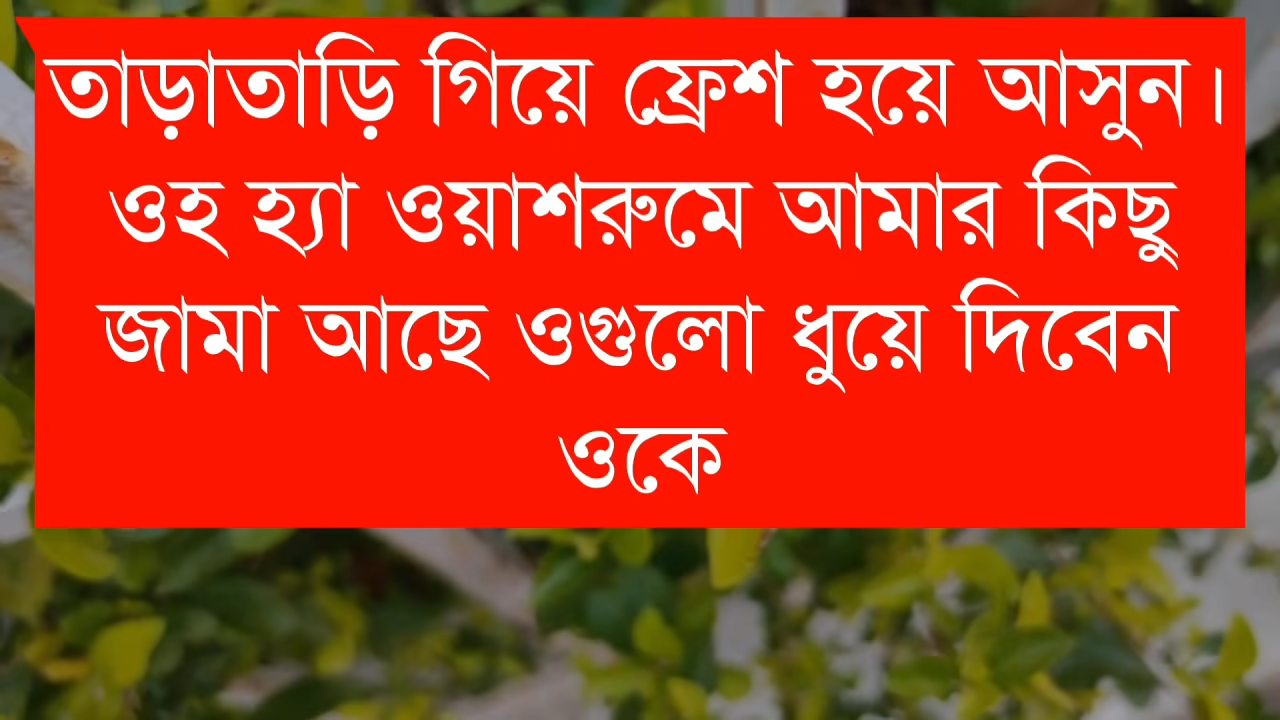 তাড়াতাড়ি গিয়ে ফ্রেশ হয়ে আসুন।
ওহ হ্যা ওয়াশরুমে আমার কিছু
জামা আছে ওগুলো ধুয়ে দিবেন
ওকে